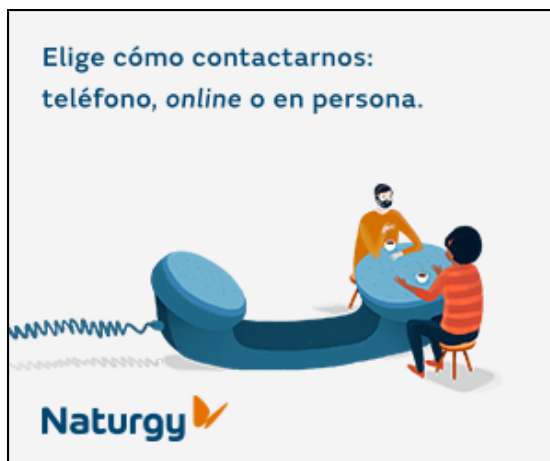 Elige cómo contactarnos:
teléfono, online o en persona.
Naturgy